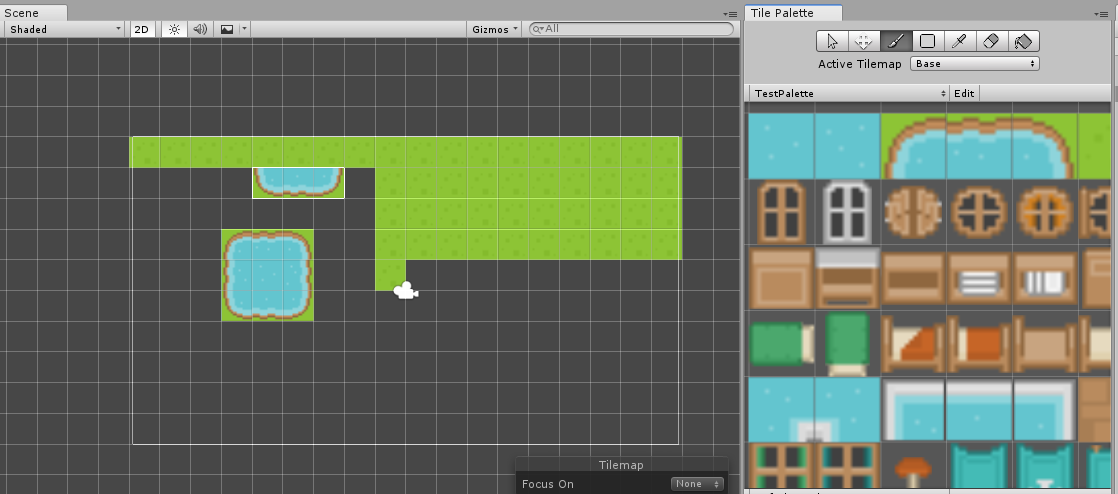 Scene
Shaded
2D
Gizmos
All
Tile Palette
Active Tilemap
Base
TestPalette
Edit
Tilemap
Focus On
None